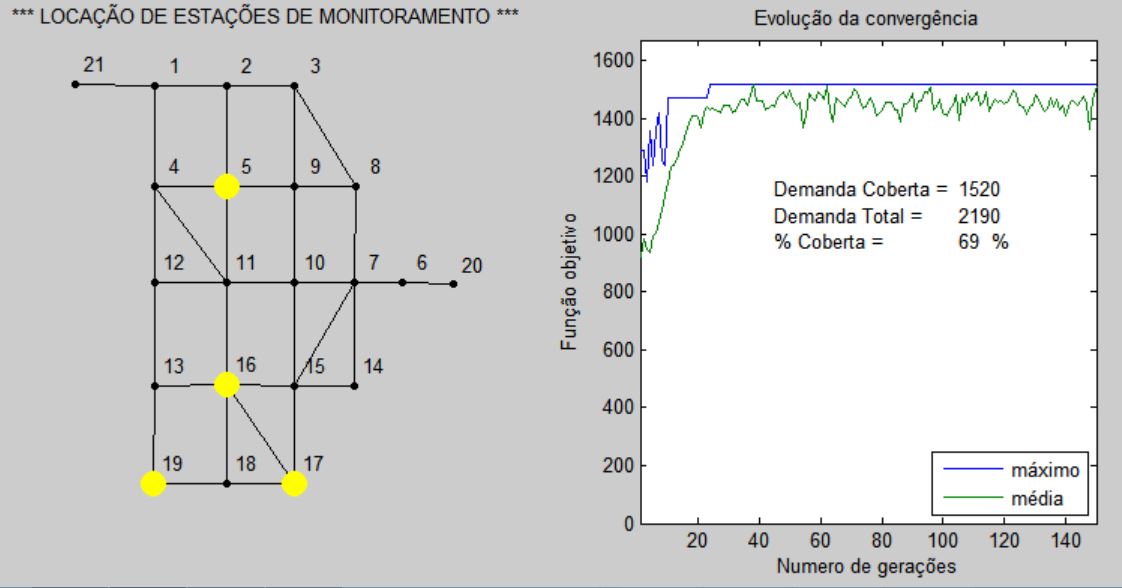 *** LOCAÇÃO DE ESTAÇÕES DE MONITORAMENTO ***
21 1 2 3
4 5 9 8
12 11 10 7 6 20
13 16 15 14
19 18 17
Evolução da convergência
1600
1400
1200
1000
800
600
400
200
0
Função objetivo
Demanda Coberta = 1520
Demanda Total = 2190
% Coberta = 69 %
máximo
média
20 40 60 80 100 120 140
Numero de gerações